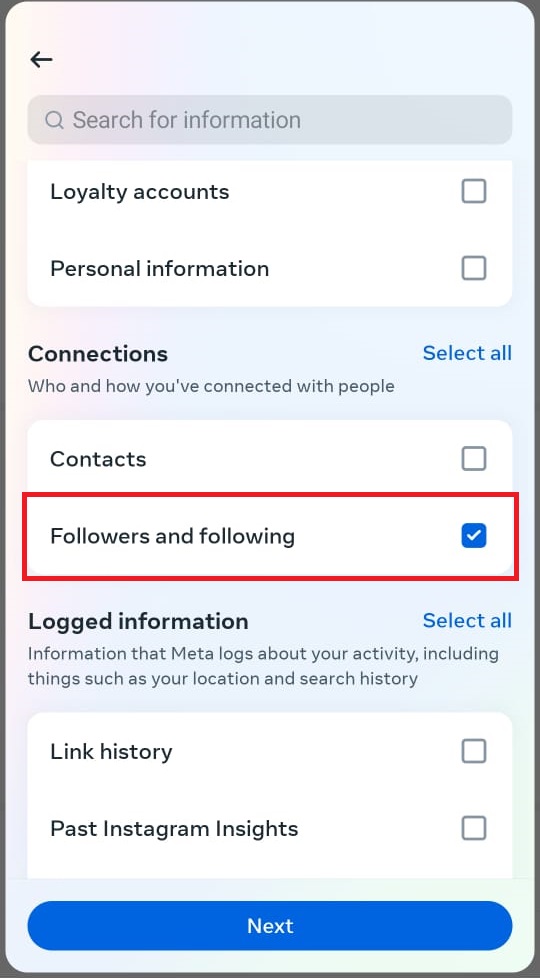 Search for information
Loyalty accounts
Personal information
Connections
Select all
Who and how you've connected with people
Contacts
Followers and following
Logged information
Select all
Information that Meta logs about your activity, including
things such as your location and search history
Link history
Past Instagram Insights
Next